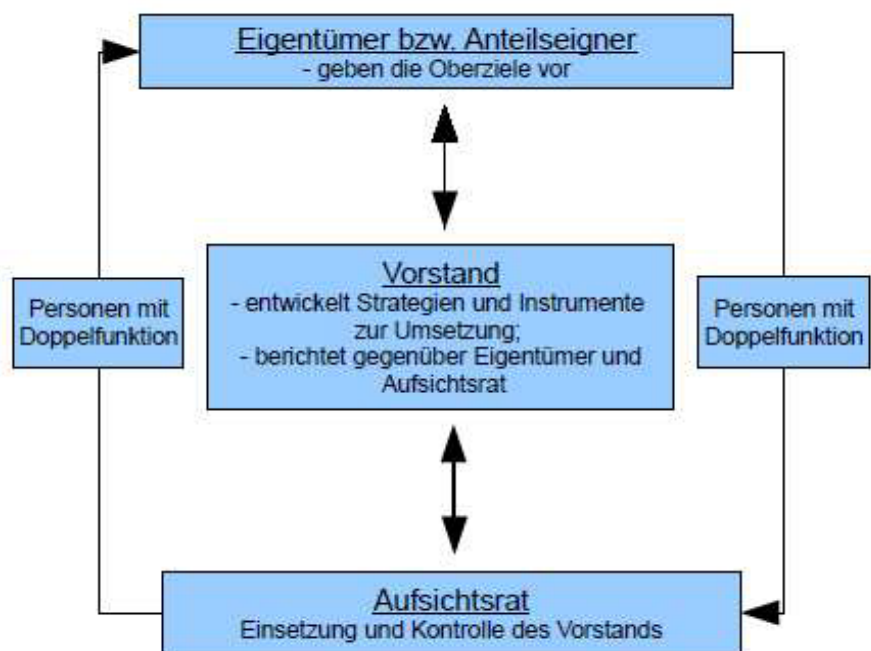 Eigentümer bzw. Anteilseigner
- geben die Oberziele vor
Vorstand
- entwickelt Strategien und Instrumente
zur Umsetzung;
- berichtet gegenüber Eigentümer und
Aufsichtsrat
Personen mit
Doppelfunktion
Personen mit
Doppelfunktion
Aufsichtsrat
Einsetzung und Kontrolle des Vorstands